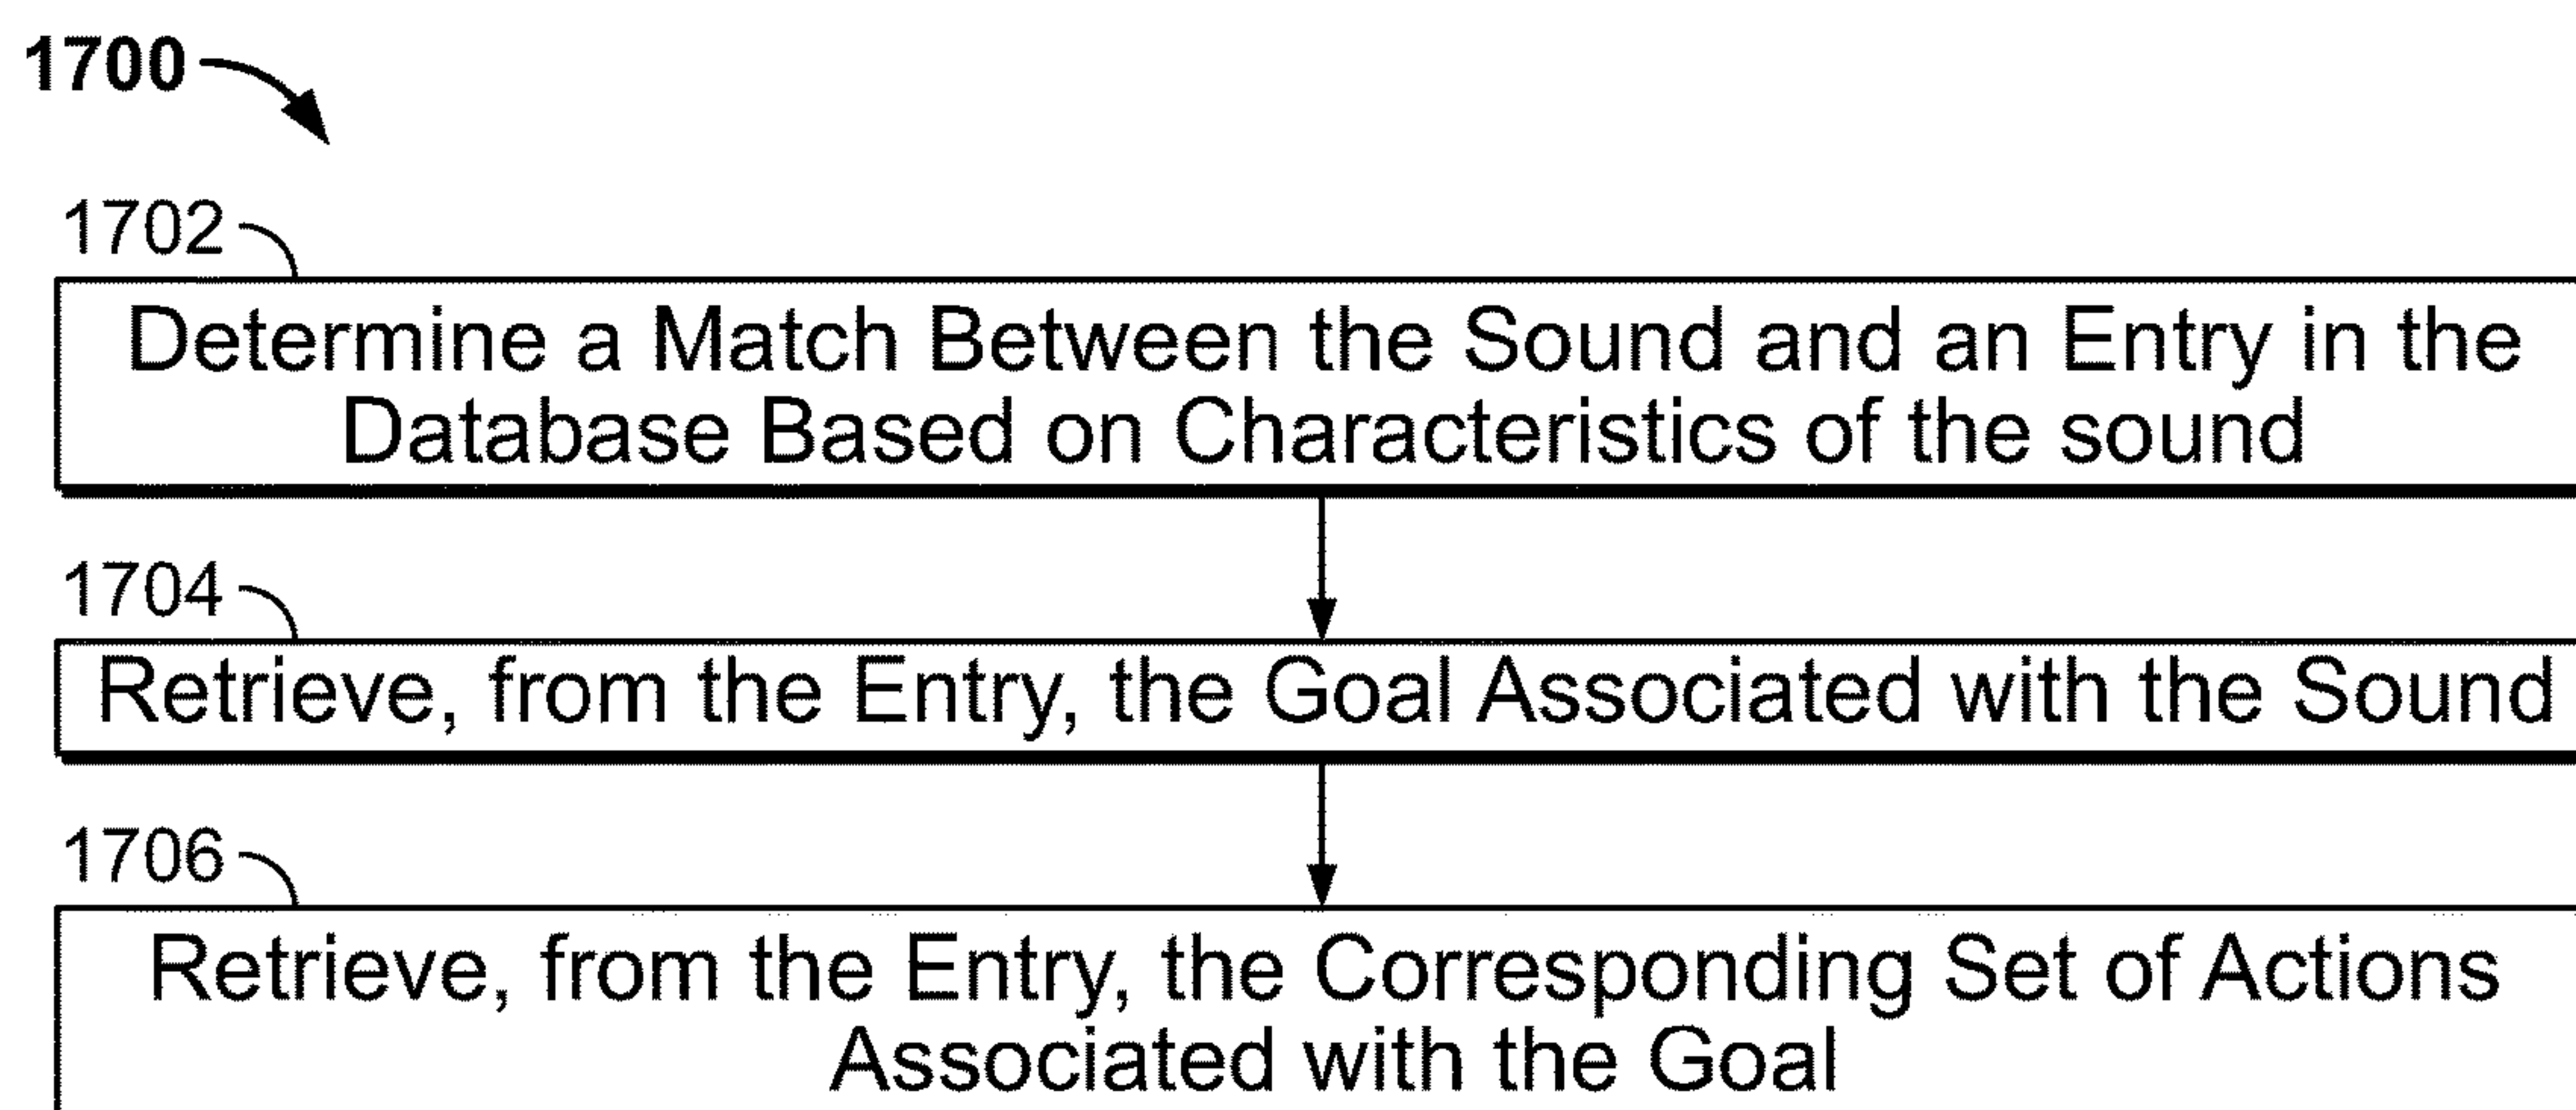 1700
1702
Determine a Match Between the Sound and an Entry in the
Database Based on Characteristics of the sound
1704
Retrieve, from the Entry, the Goal Associated with the Sound
1706
Retrieve, from the Entry, the Corresponding Set of Actions
Associated with the Goal